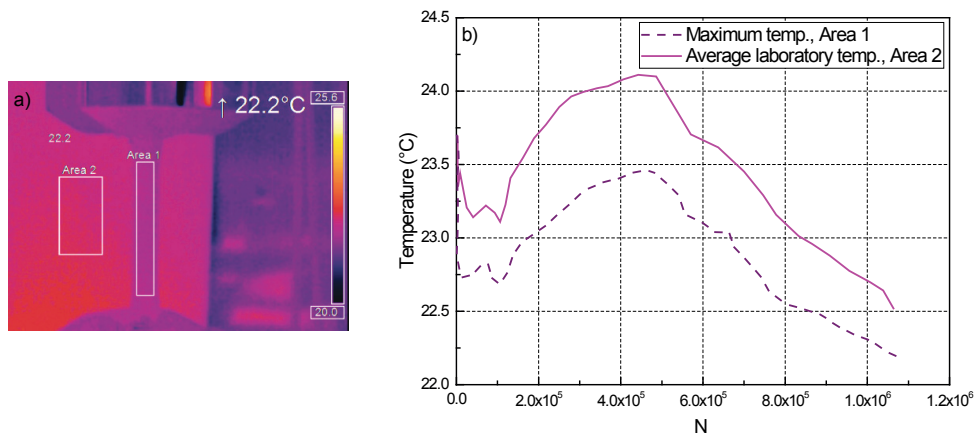 a)
↑ 22.2°C
25.6
22.2
Area 1
Area 2
20.0
b)
Maximum temp., Area 1
Average laboratory temp., Area 2
Temperature (°C)
24.5
24.0
23.5
23.0
22.5
22.0
0.0 2.0x10⁵ 4.0x10⁵ 6.0x10⁵ 8.0x10⁵ 1.0x10⁶ 1.2x10⁶
N